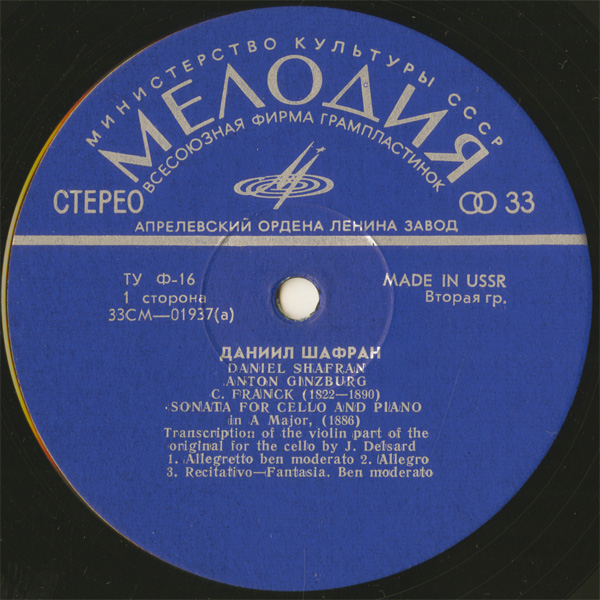 МИНИСТЕРСТВО КУЛЬТУРЫ СССР
МЕЛОДИЯ
ВСЕСОЮЗНАЯ ФИРМА ГРАМПЛАСТИНОК
СТЕРЕО 33
АПРЕЛЕВСКИЙ ОРДЕНА ЛЕНИНА ЗАВОД
ТУ Ф-16 MADE IN USSR
1 сторона Вторая гр.
33СМ—01937(а)
ДАНИИЛ ШАФРАН
DANIEL SHAFRAN
ANTON GINZBURG
C. FRANCK (1822—1890)
SONATA FOR CELLO AND PIANO
in A Major, (1886)
Transcription of the violin part of the
original for the cello by J. Delsard
1. Allegretto ben moderato 2. Allegro
3. Recitativo—Fantasia. Ben moderato